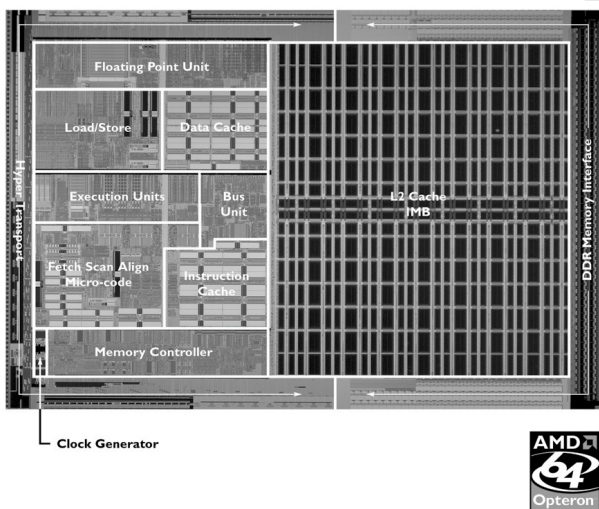 Floating Point Unit
Load/Store
Data Cache
Hyper Transport
Execution Units
Bus
Unit
L2 Cache
IMB
DDR Memory Interface
Fetch Scan Align
Micro-code
Instruction
Cache
Memory Controller
Clock Generator
AMD
64
Opteron